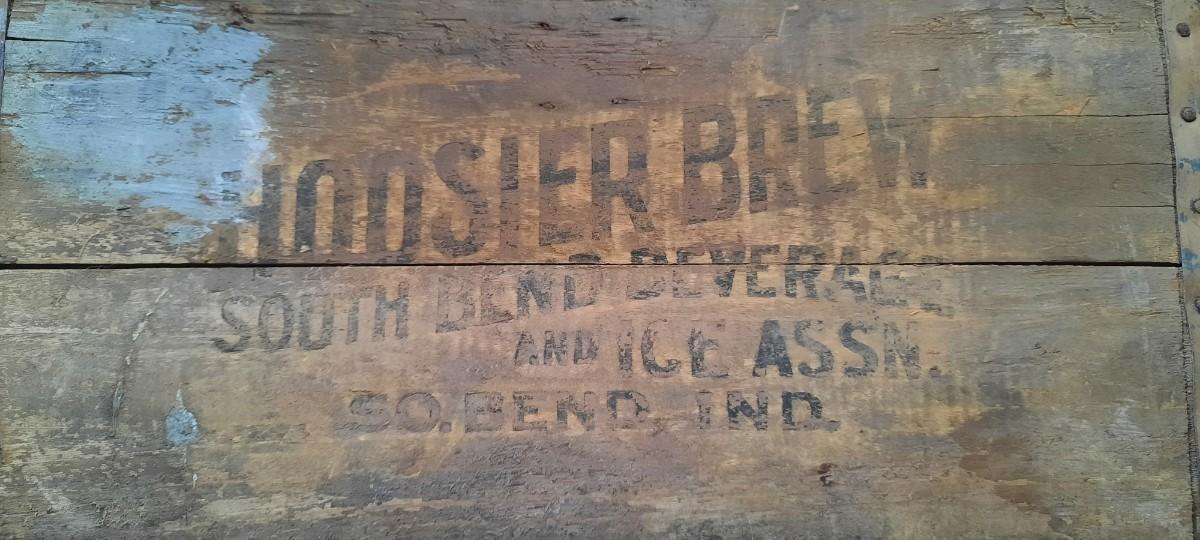 HOOSIER BREW
SOUTH BEND BEVERAGE
AND ICE ASSN.
SO. BEND IND.